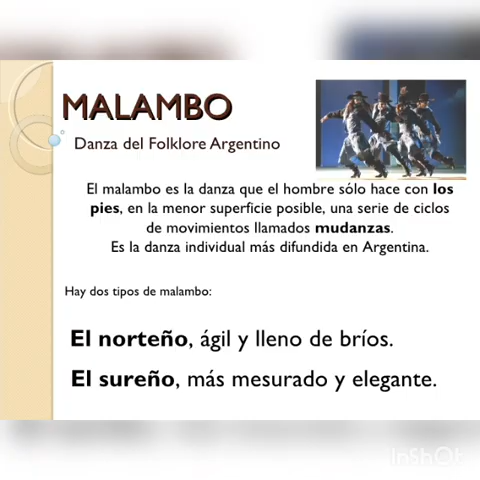 MALAMBO
Danza del Folklore Argentino
El malambo es la danza que el hombre sólo hace con los
pies, en la menor superficie posible, una serie de ciclos
de movimientos llamados mudanzas.
Es la danza individual más difundida en Argentina.
Hay dos tipos de malambo:
El norteño, ágil y lleno de bríos.
El sureño, más mesurado y elegante.
InShOt